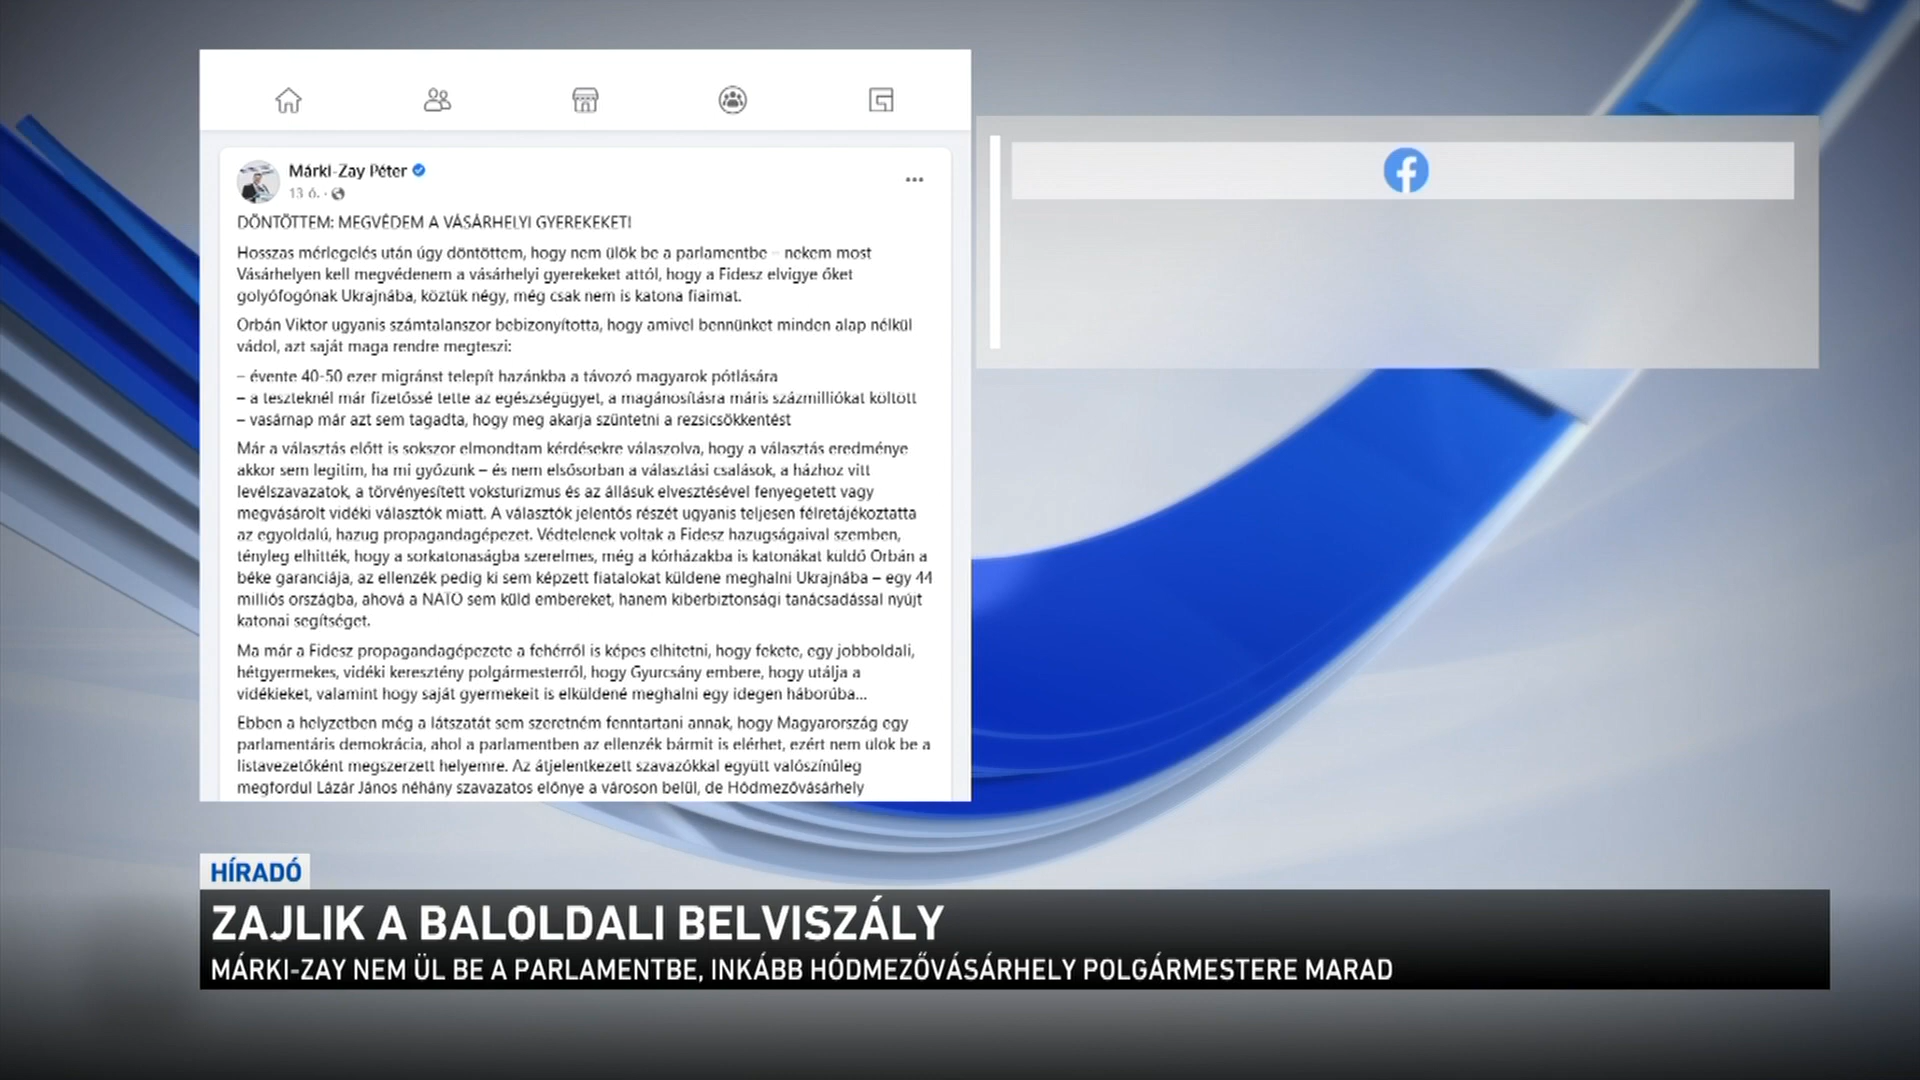 Márki-Zay Péter
13 ó. ·
DÖNTÖTTEM: MEGVÉDEM A VÁSÁRHELYI GYEREKEKET!
Hosszas mérlegelés után úgy döntöttem, hogy nem ülök be a parlamentbe – nekem most
Vásárhelyen kell megvédenem a vásárhelyi gyerekeket attól, hogy a Fidesz elvigye őket
golyófogónak Ukrajnába, köztük négy, még csak nem is katona fiaimat.
Orbán Viktor ugyanis számtalanszor bebizonyította, hogy amivel bennünket minden alap nélkül
vádol, azt saját maga rendre megteszi:
– évente 40-50 ezer migránst telepít hazánkba a távozó magyarok pótlására
– a teszteknél már fizetőssé tette az egészségügyet, a magánosításra máris százmilliókat költött
– vasárnap már azt sem tagadta, hogy meg akarja szüntetni a rezsicsökkentést
Már a választás előtt is sokszor elmondtam kérdésekre válaszolva, hogy a választás eredménye
akkor sem legitim, ha mi győzünk – és nem elsősorban a választási csalások, a házhoz vitt
levélszavazatok, a törvényesített voksturizmus és az állásuk elvesztésével fenyegetett vagy
megvásárolt vidéki választók miatt. A választók jelentős részét ugyanis teljesen félretájékoztatta
az egyoldalú, hazug propagandagépezet. Védtelenek voltak a Fidesz hazugságaival szemben,
tényleg elhitték, hogy a sorkatonaságba szerelmes, még a kórházakba is katonákat küldő Orbán a
béke garanciája, az ellenzék pedig ki sem képzett fiatalokat küldene meghalni Ukrajnába – egy 44
milliós országba, ahová a NATO sem küld embereket, hanem kiberbiztonsági tanácsadással nyújt
katonai segítséget.
Ma már a Fidesz propagandagépezete a fehérről is képes elhitetni, hogy fekete, egy jobboldali,
hétgyermekes, vidéki keresztény polgármesterről, hogy Gyurcsány embere, hogy utálja a
vidékieket, valamint hogy saját gyermekeit is elküldené meghalni egy idegen háborúba...
Ebben a helyzetben még a látszatát sem szeretném fenntartani annak, hogy Magyarország egy
parlamentáris demokrácia, ahol a parlamentben az ellenzék bármit is elérhet, ezért nem ülök be a
listavezetőként megszerzett helyemre. Az átjelentkezett szavazókkal együtt valószínűleg
megfordul Lázár János néhány szavazatos előnye a városon belül, de Hódmezővásárhely
HÍRADÓ
ZAJLIK A BALOLDALI BELVISZÁLY
MÁRKI-ZAY NEM ÜL BE A PARLAMENTBE, INKÁBB HÓDMEZŐVÁSÁRHELY POLGÁRMESTERE MARAD